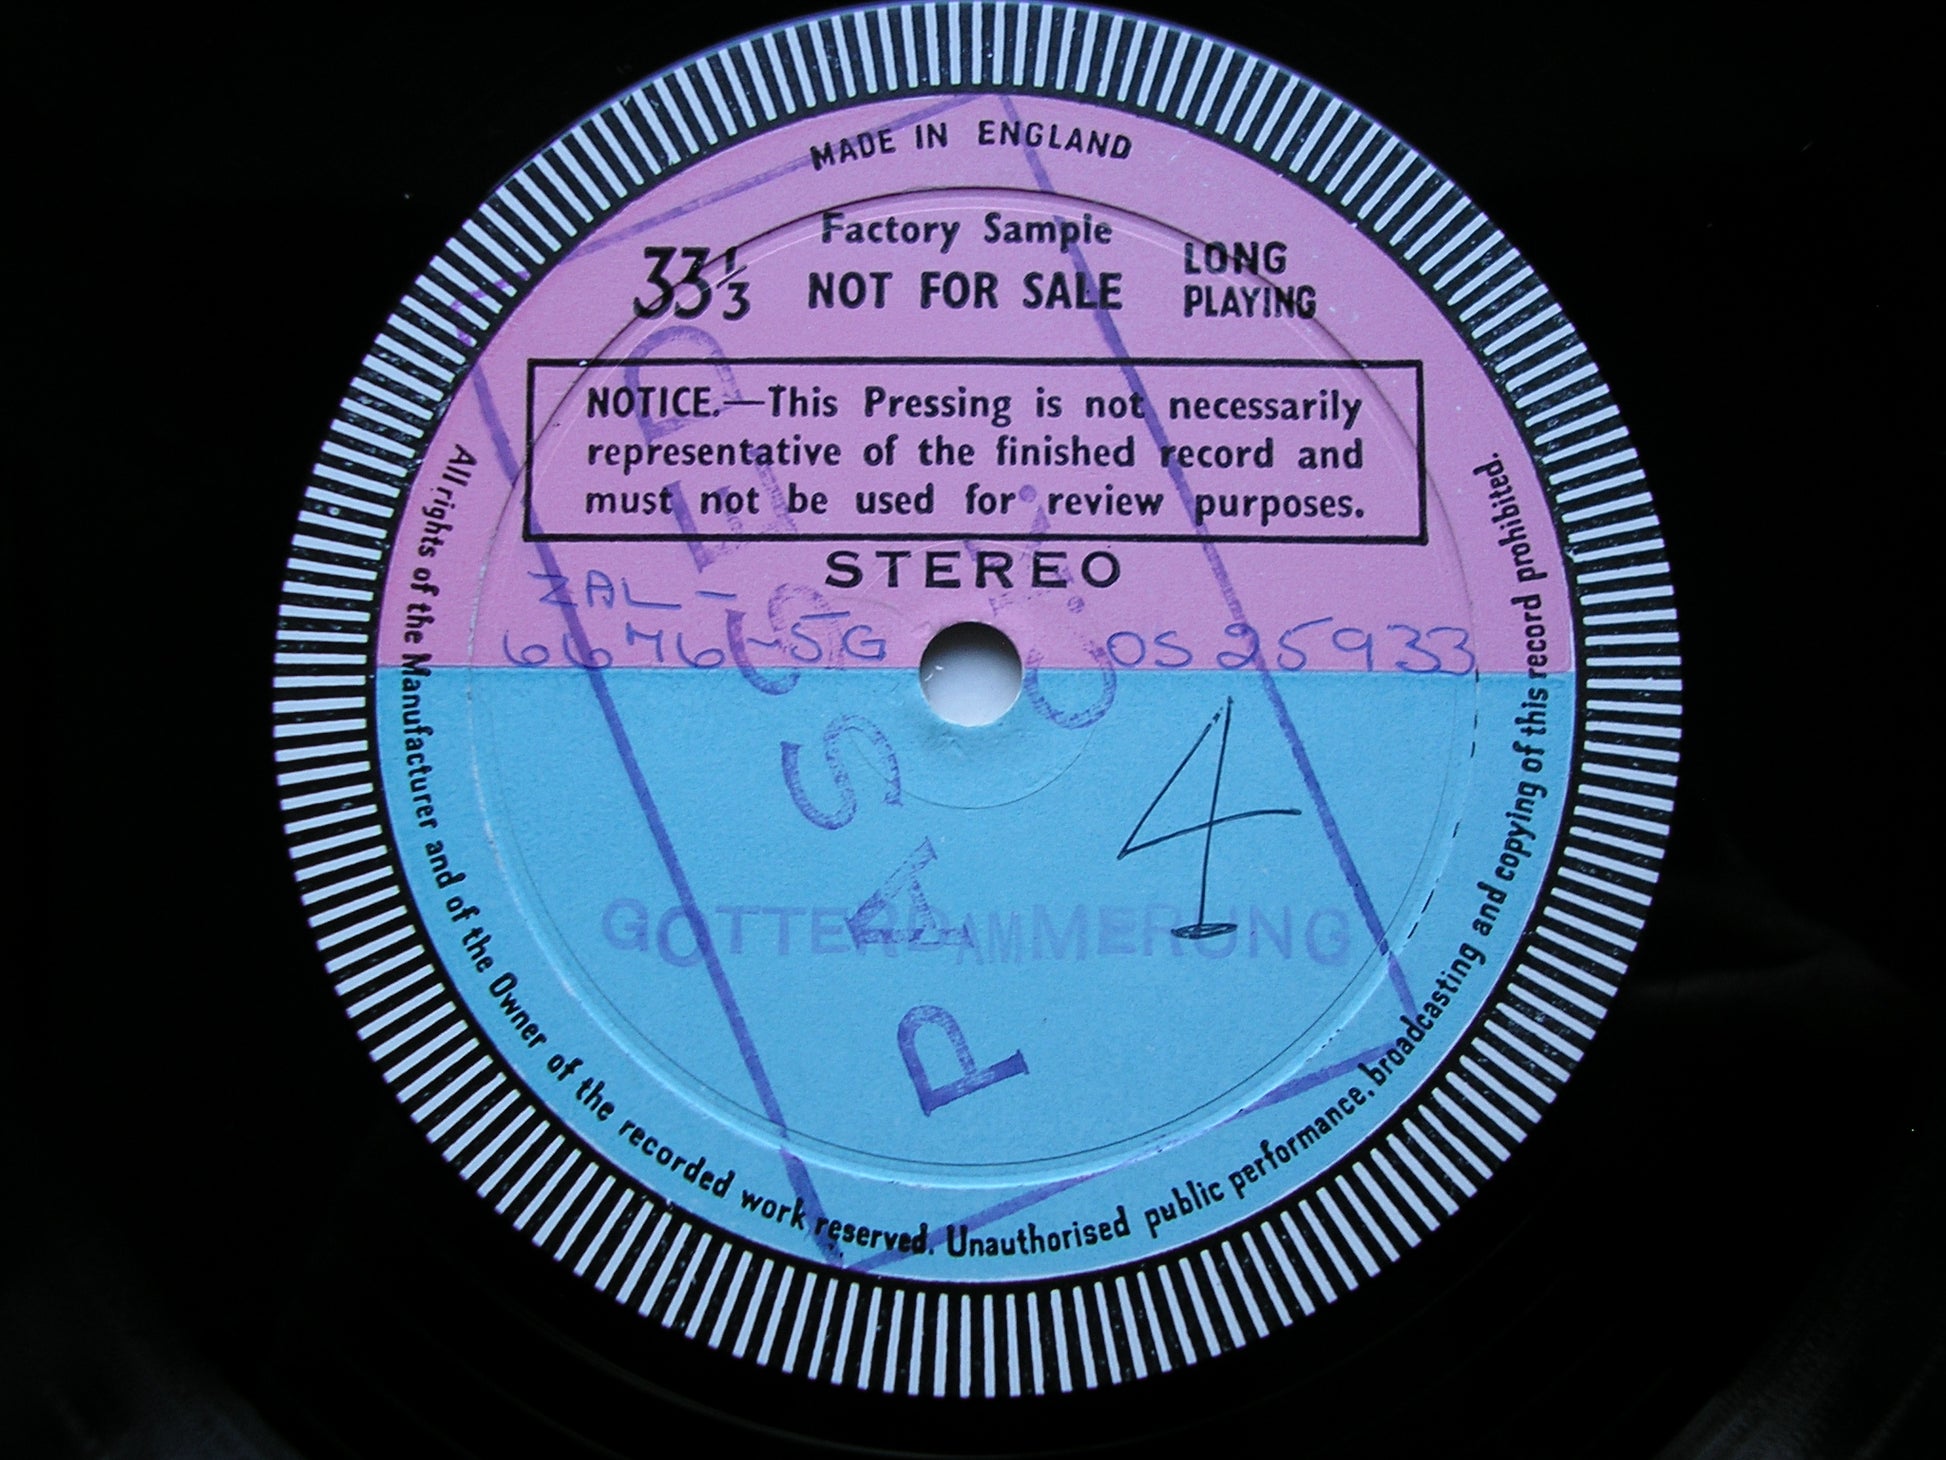 MADE IN ENGLAND
Factory Sample
33⅓ NOT FOR SALE LONG PLAYING
NOTICE.—This Pressing is not necessarily
representative of the finished record and
must not be used for review purposes.
STEREO
ZAL-
6676-5G OS 25933
4
GOTTERDAMMERUNG
PASSED
All rights of the Manufacturer and of the Owner of the recorded work reserved. Unauthorised public performance, broadcasting and copying of this record prohibited.